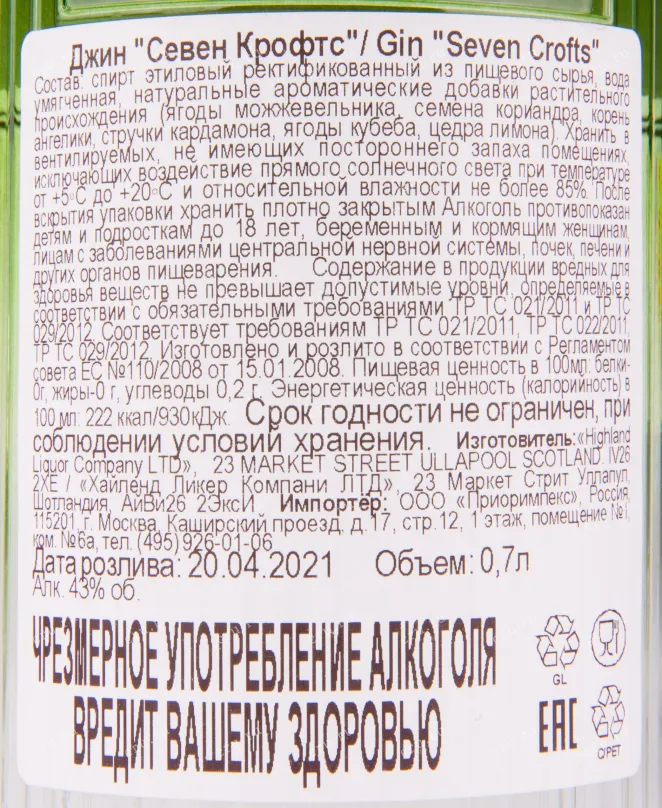 Джин "Севен Крофтс"/ Gin "Seven Crofts"
Состав: спирт этиловый ректификованный из пищевого сырья, вода
умягченная, натуральные ароматические добавки растительного
происхождения (ягоды можжевельника, семена кориандра, корень
ангелики, стручки кардамона, ягоды кубеба, цедра лимона). Хранить в
вентилируемых, не имеющих постороннего запаха помещениях,
исключающих воздействие прямого солнечного света при температуре
от +5◦С до +20◦С и относительной влажности не более 85%. После
вскрытия упаковки хранить плотно закрытым Алкоголь противопоказан
детям и подросткам до 18 лет, беременным и кормящим женщинам,
лицам с заболеваниями центральной нервной системы, почек, печени и
других органов пищеварения. Содержание в продукции вредных для
здоровья веществ не превышает допустимые уровни, определяемые в
соответствии с обязательными требованиями ТР ТС 021/2011 и ТР ТС
029/2012. Соответствует требованиям ТР ТС 021/2011, ТР ТС 022/2011,
ТР ТС 029/2012. Изготовлено и розлито в соответствии с Регламентом
совета ЕС №110/2008 от 15.01.2008. Пищевая ценность в 100мл: белки-
0г, жиры-0 г, углеводы 0,2 г, Энергетическая ценность (калорийность) в
100 мл: 222 ккал/930кДж. Срок годности не ограничен, при
соблюдении условий хранения. Изготовитель: «Highland
Liquor Company LTD», 23 MARKET STREET ULLAPOOL SCOTLAND IV26
2XE / «Хайленд Ликер Компани ЛТД», 23 Маркет Стрит Уллапул,
Шотландия, АйВи26 2ЭксИ Импортёр: ООО «Приоримпекс», Россия,
115201, г. Москва, Каширский проезд, д.17, стр.12, 1 этаж, помещение №I,
ком. №6а, тел. (495) 926-01-06
Дата розлива: 20.04.2021 Объем: 0,7л
Алк. 43% об.
ЧРЕЗМЕРНОЕ УПОТРЕБЛЕНИЕ АЛКОГОЛЯ
ВРЕДИТ ВАШЕМУ ЗДОРОВЬЮ
GL
EAC
C/PET